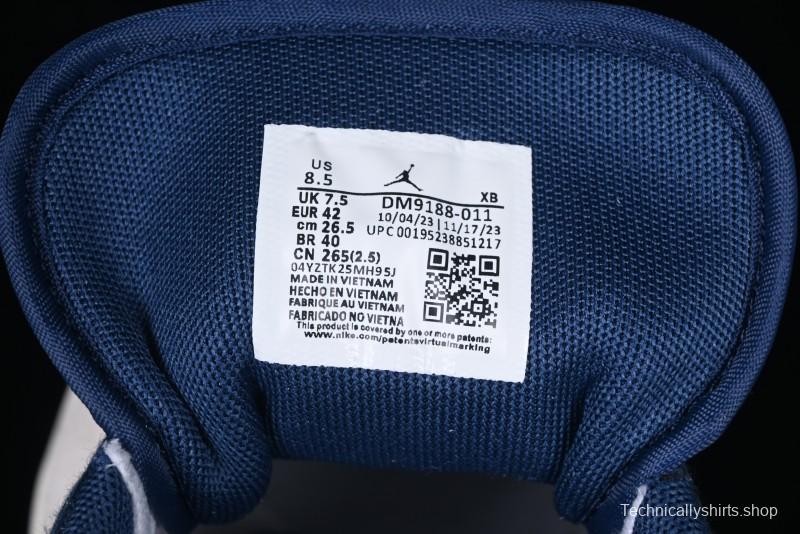 US
8.5
XB
UK 7.5
DM9188-011
EUR 42
10/04/23 | 11/17/23
cm 26.5
UPC 00195238851217
BR 40
CN 265(2.5)
04YZTK25MH95J
MADE IN VIETNAM
HECHO EN VIETNAM
FABRIQUE AU VIETNAM
FABRICADO NO VIETNA
This product is covered by one of more patents:
www.nike.com/patentsvirtualmarking
Technicallyshirts.shop